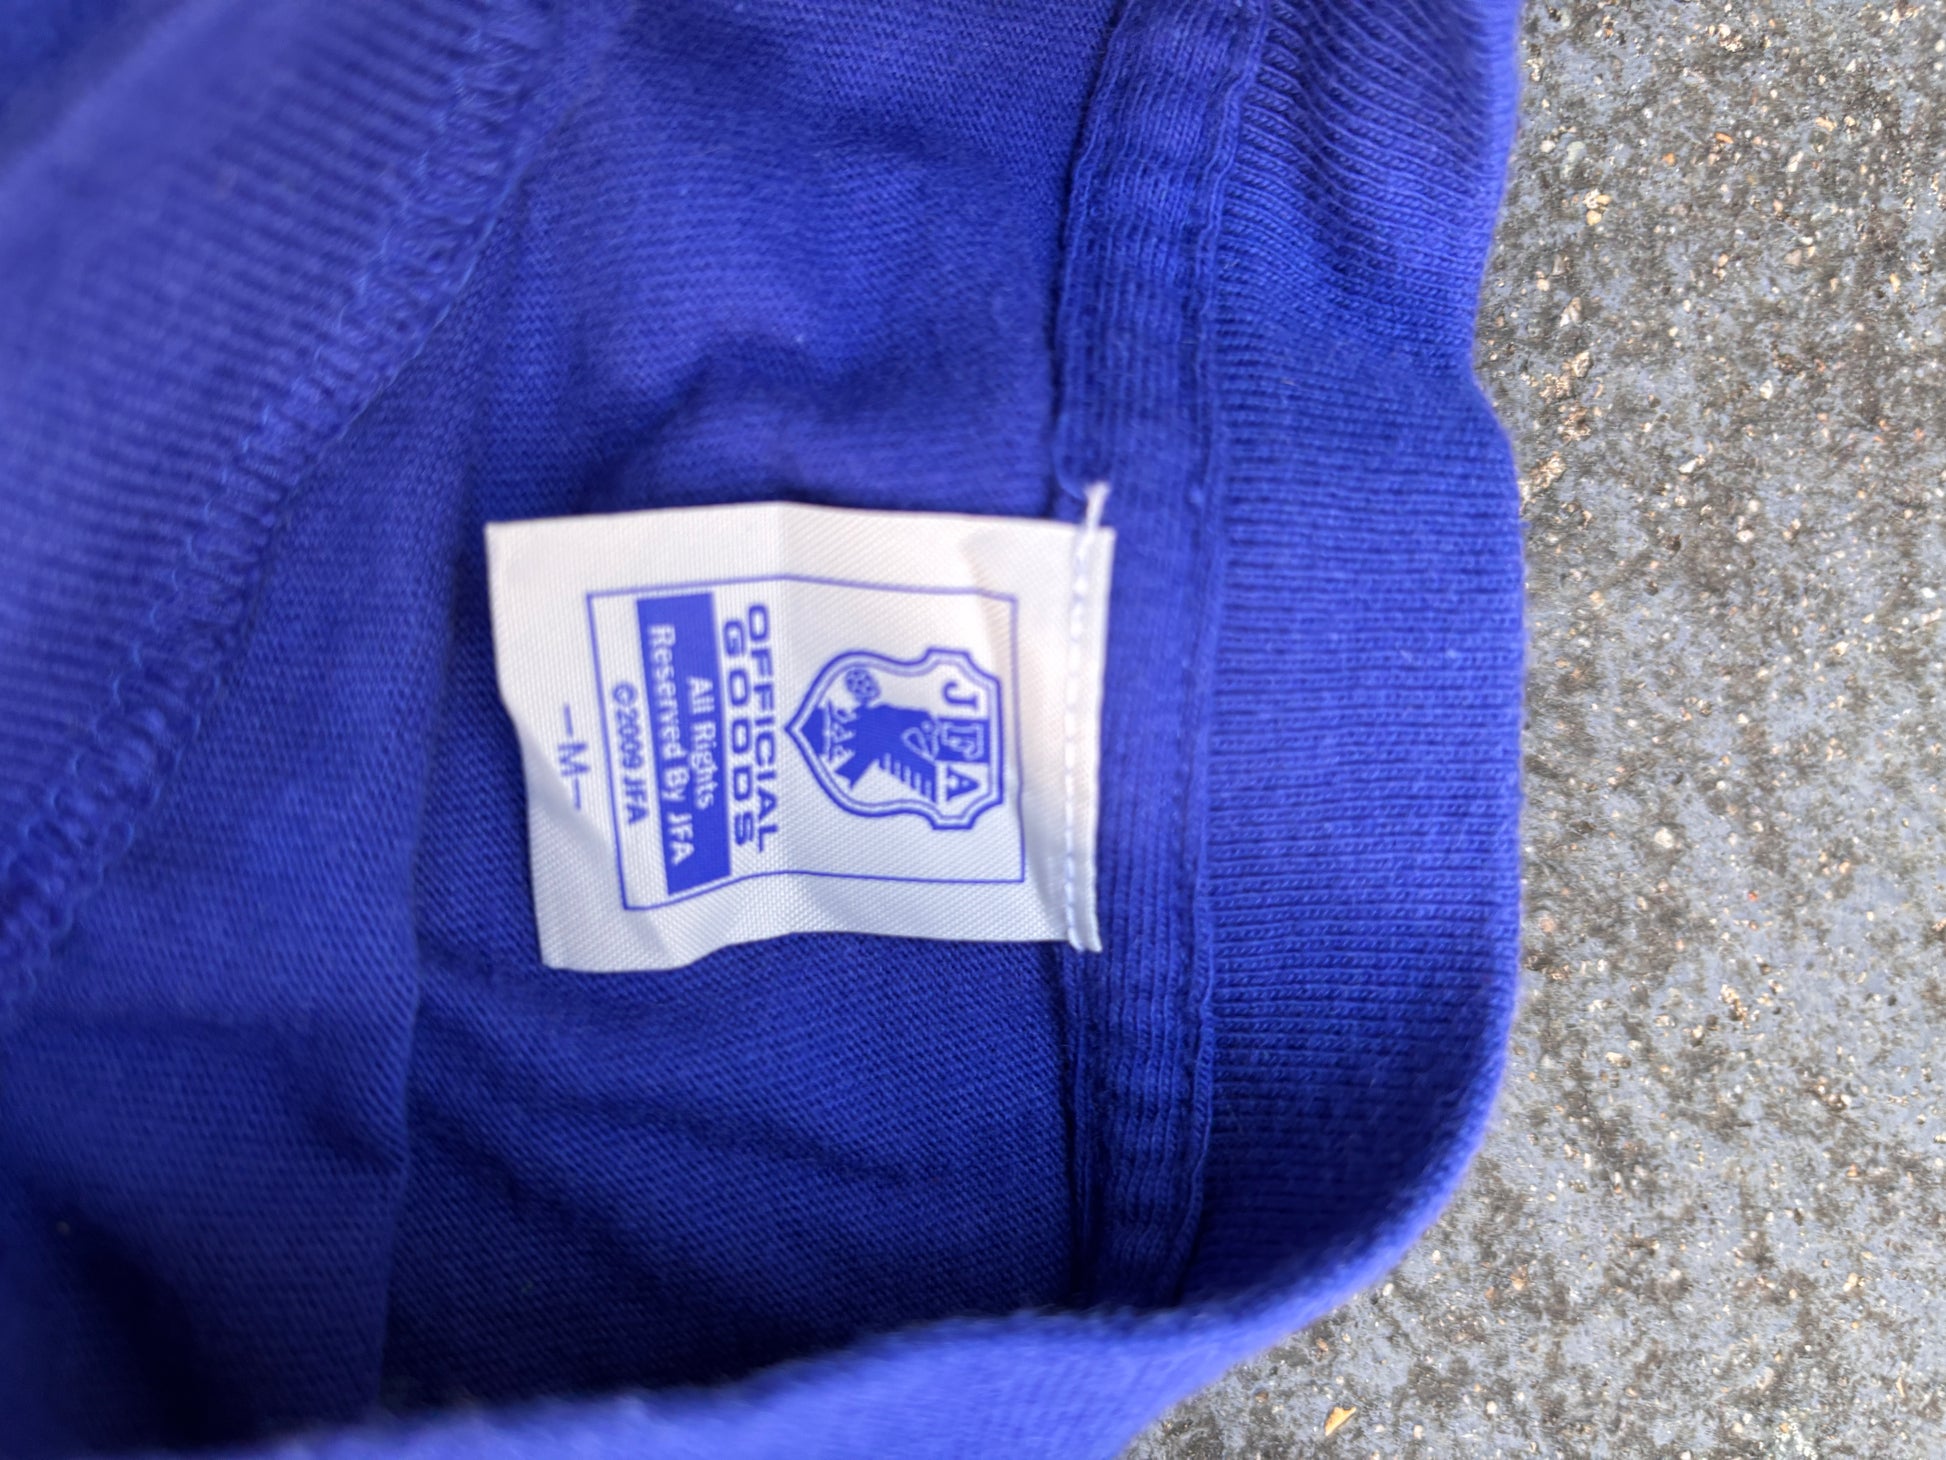 JFA
OFFICIAL
GOODS
All Rights
Reserved By JFA
©2009 JFA
-M-